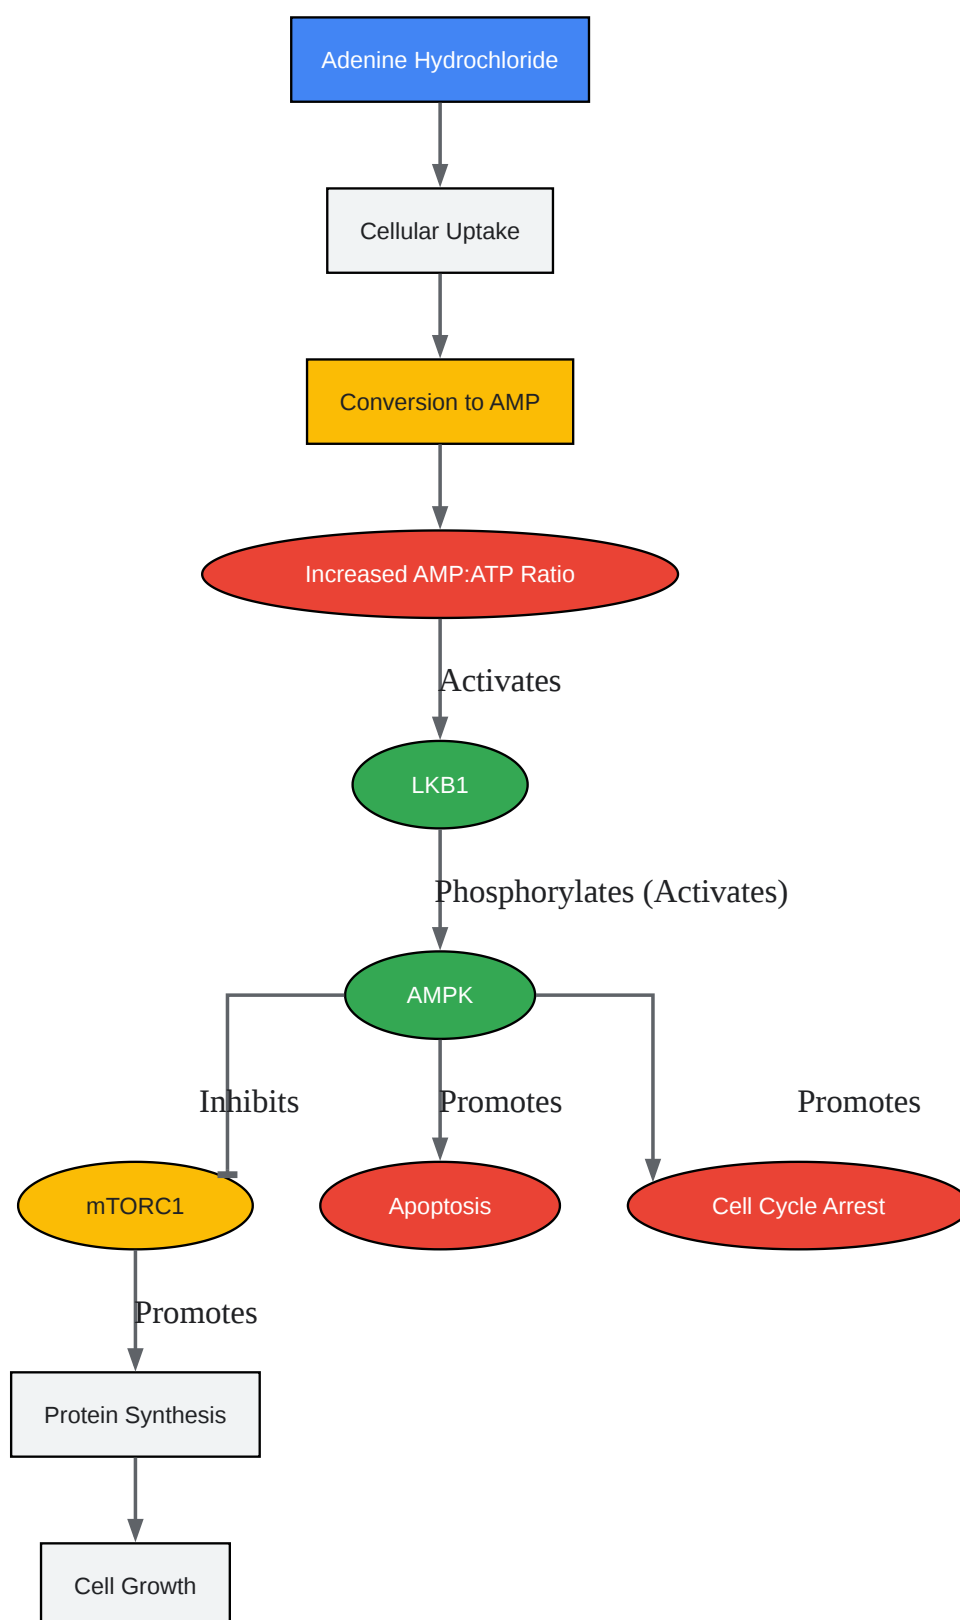 Adenine Hydrochloride
Cellular Uptake
Conversion to AMP
Increased AMP:ATP Ratio
Activates
LKB1
Phosphorylates (Activates)
AMPK
Inhibits
Promotes
Promotes
mTORC1
Apoptosis
Cell Cycle Arrest
Promotes
Protein Synthesis
Cell Growth